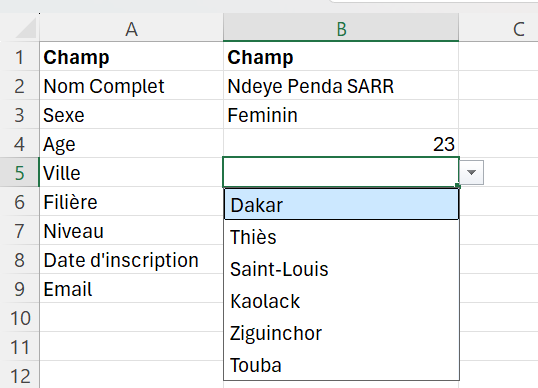 A B C
1 Champ Champ
2 Nom Complet Ndeye Penda SARR
3 Sexe Feminin
4 Age 23
5 Ville
6 Filière Dakar
7 Niveau Thiès
8 Date d'inscription Saint-Louis
9 Email Kaolack
10 Ziguinchor
11 Touba
12